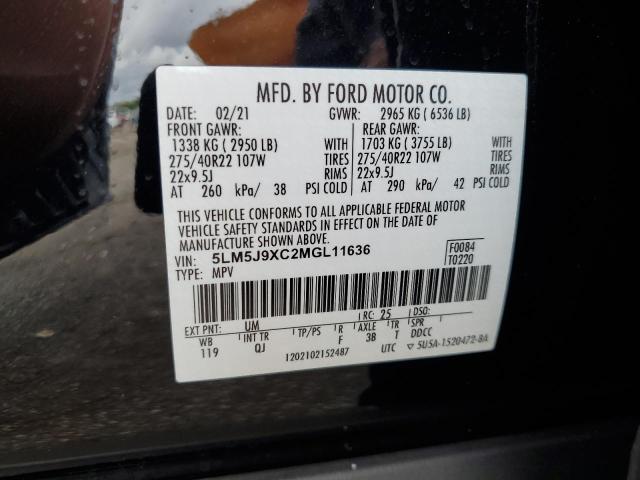 MFD. BY FORD MOTOR CO.
DATE: 02/21 GVWR: 2965 KG ( 6536 LB)
FRONT GAWR: REAR GAWR:
1338 KG ( 2950 LB) WITH 1703 KG ( 3755 LB) WITH
275/40R22 107W TIRES 275/40R22 107W TIRES
22x9.5J RIMS 22x9.5J RIMS
AT 260 kPa/ 38 PSI COLD AT 290 kPa/ 42 PSI COLD
THIS VEHICLE CONFORMS TO ALL APPLICABLE FEDERAL MOTOR
VEHICLE SAFETY STANDARDS IN EFFECT ON THE DATE OF
MANUFACTURE SHOWN ABOVE.
VIN: 5LM5J9XC2MGL11636 F0084
TYPE: MPV T0220
EXT PNT: UM RC: 25 DSO:
WB INT TR TP/PS R AXLE TR SPR
119 QJ F 3B T DDCC
1202102152487 UTC ▽ 5U5A-1520472-BA